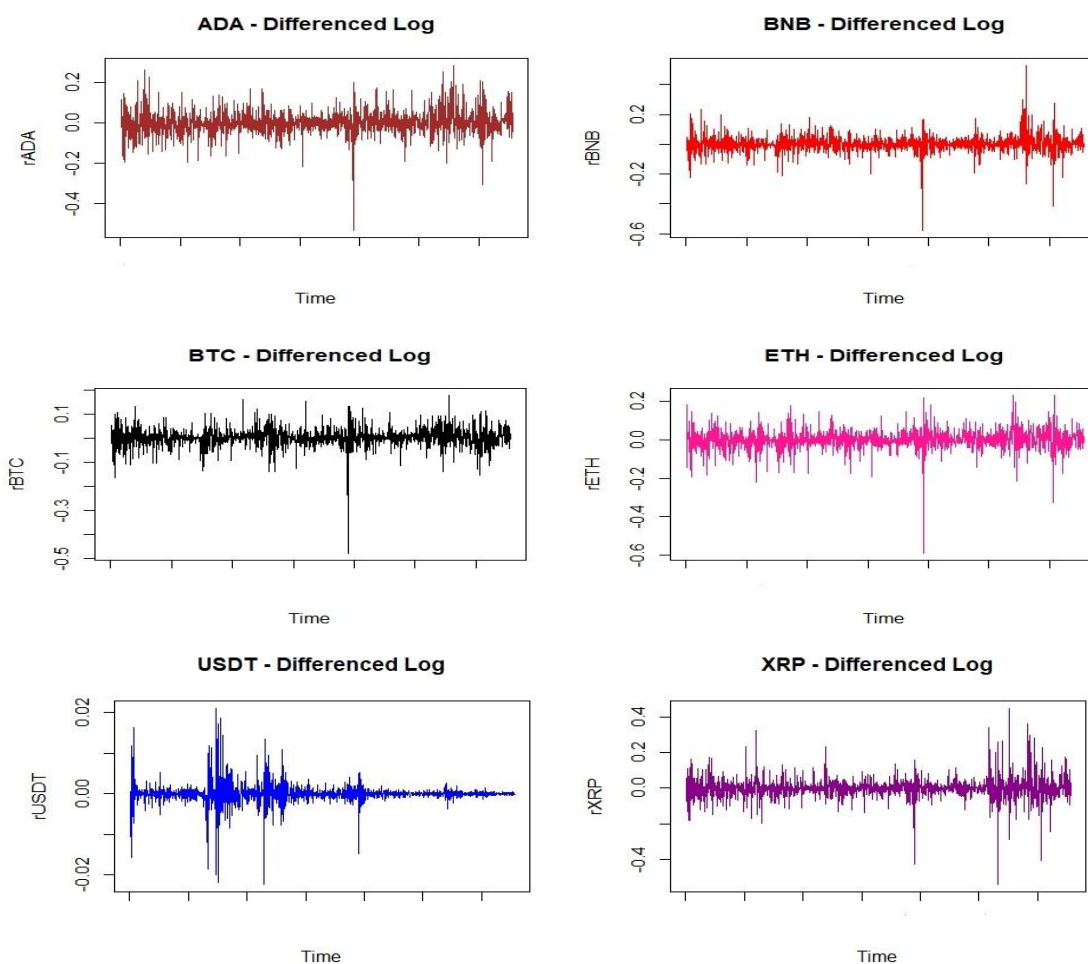 ADA - Differenced Log
BNB - Differenced Log
rADA
0.2
0.0
-0.2
-0.4
Time
rBNB
0.2
-0.2
-0.6
Time
BTC - Differenced Log
ETH - Differenced Log
rBTC
0.1
-0.1
-0.3
-0.5
Time
rETH
0.2
0.0
-0.2
-0.4
-0.6
Time
USDT - Differenced Log
XRP - Differenced Log
rUSDT
0.02
0.00
-0.02
Time
rXRP
0.4
0.2
0.0
-0.4
Time